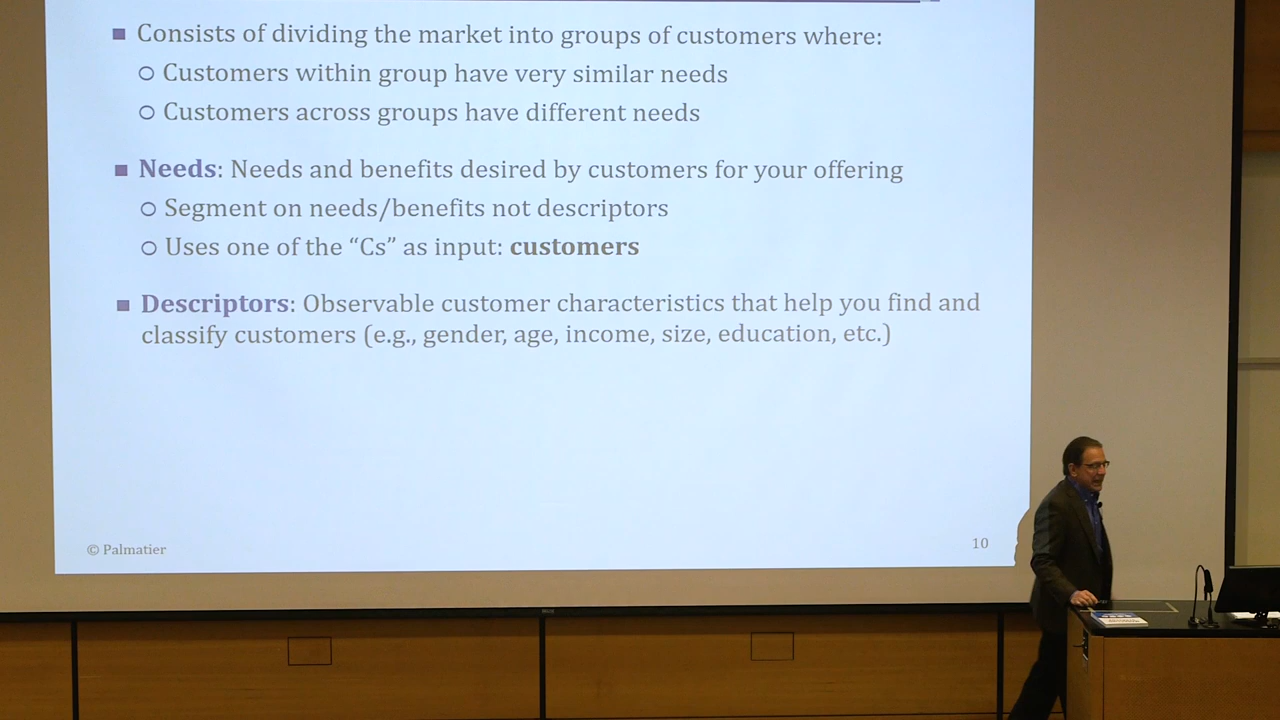 Consists of dividing the market into groups of customers where:
Customers within group have very similar needs
Customers across groups have different needs
Needs: Needs and benefits desired by customers for your offering
Segment on needs/benefits not descriptors
Uses one of the “Cs” as input: customers
Descriptors: Observable customer characteristics that help you find and
classify customers (e.g., gender, age, income, size, education, etc.)
© Palmatier
10